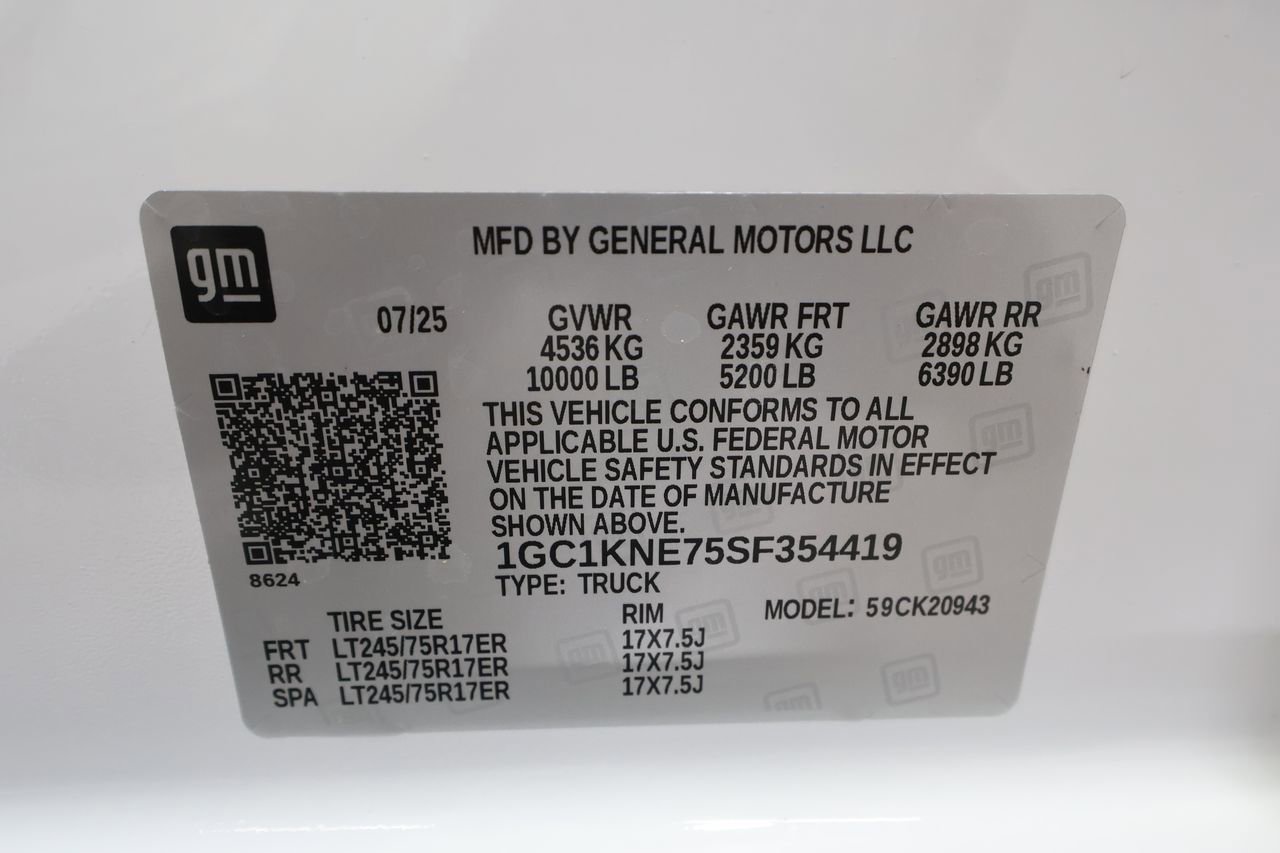 gm
MFD BY GENERAL MOTORS LLC
07/25 GVWR GAWR FRT GAWR RR
4536 KG 2359 KG 2898 KG
10000 LB 5200 LB 6390 LB
THIS VEHICLE CONFORMS TO ALL
APPLICABLE U.S. FEDERAL MOTOR
VEHICLE SAFETY STANDARDS IN EFFECT
ON THE DATE OF MANUFACTURE
SHOWN ABOVE.
1GC1KNE75SF354419
8624
TYPE: TRUCK
TIRE SIZE RIM MODEL: 59CK20943
FRT LT245/75R17ER 17X7.5J
RR LT245/75R17ER 17X7.5J
SPA LT245/75R17ER 17X7.5J